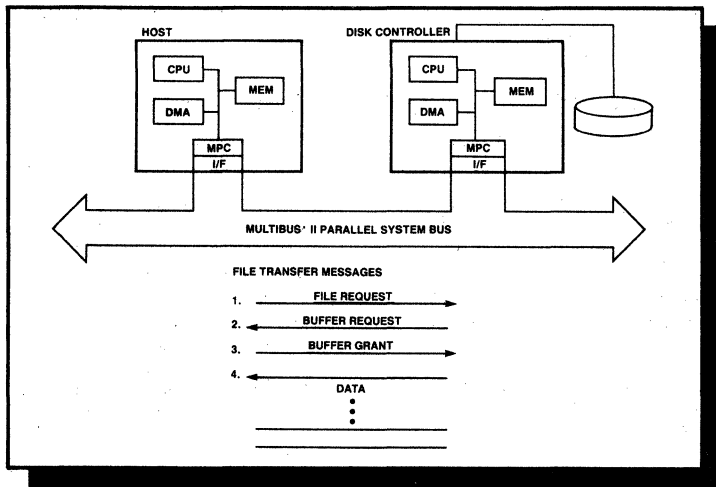 HOST
DISK CONTROLLER
CPU
DMA
MEM
MPC
I/F
CPU
DMA
MEM
MPC
I/F
MULTIBUS* II PARALLEL SYSTEM BUS
FILE TRANSFER MESSAGES
1. FILE REQUEST
2. BUFFER REQUEST
3. BUFFER GRANT
4.
DATA